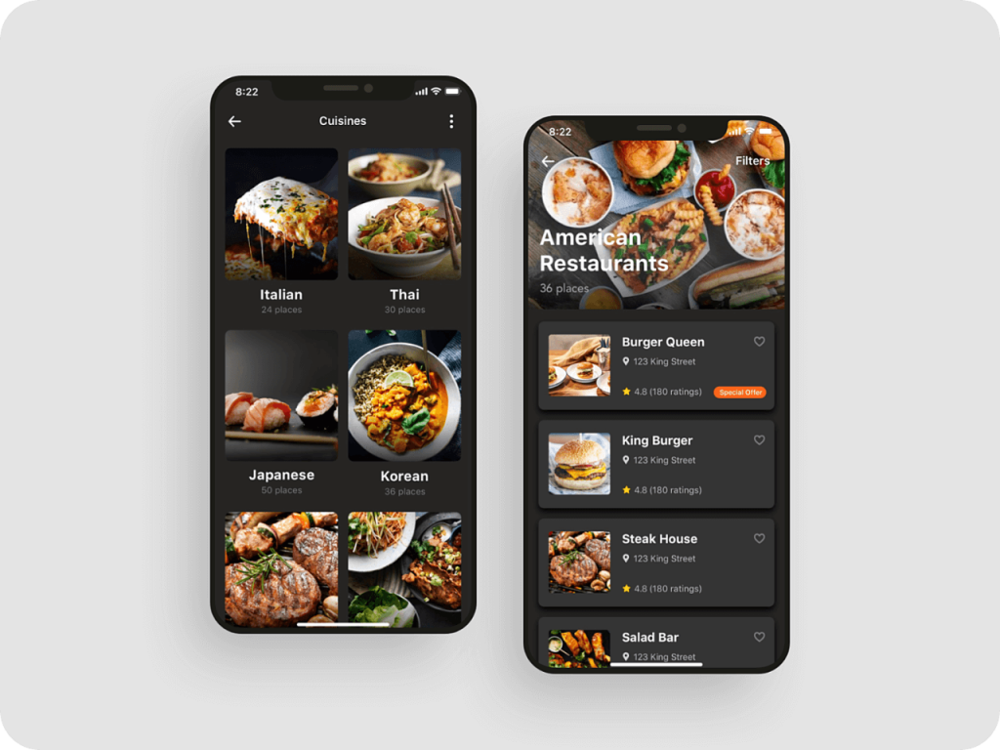 8:22
Cuisines
Italian
24 places
Thai
30 places
Japanese
50 places
Korean
36 places
8:22
Filters
American
Restaurants
36 places
Burger Queen
123 King Street
4.8 (180 ratings)
Special Offer
King Burger
123 King Street
4.8 (180 ratings)
Steak House
123 King Street
4.8 (180 ratings)
Salad Bar
123 King Street